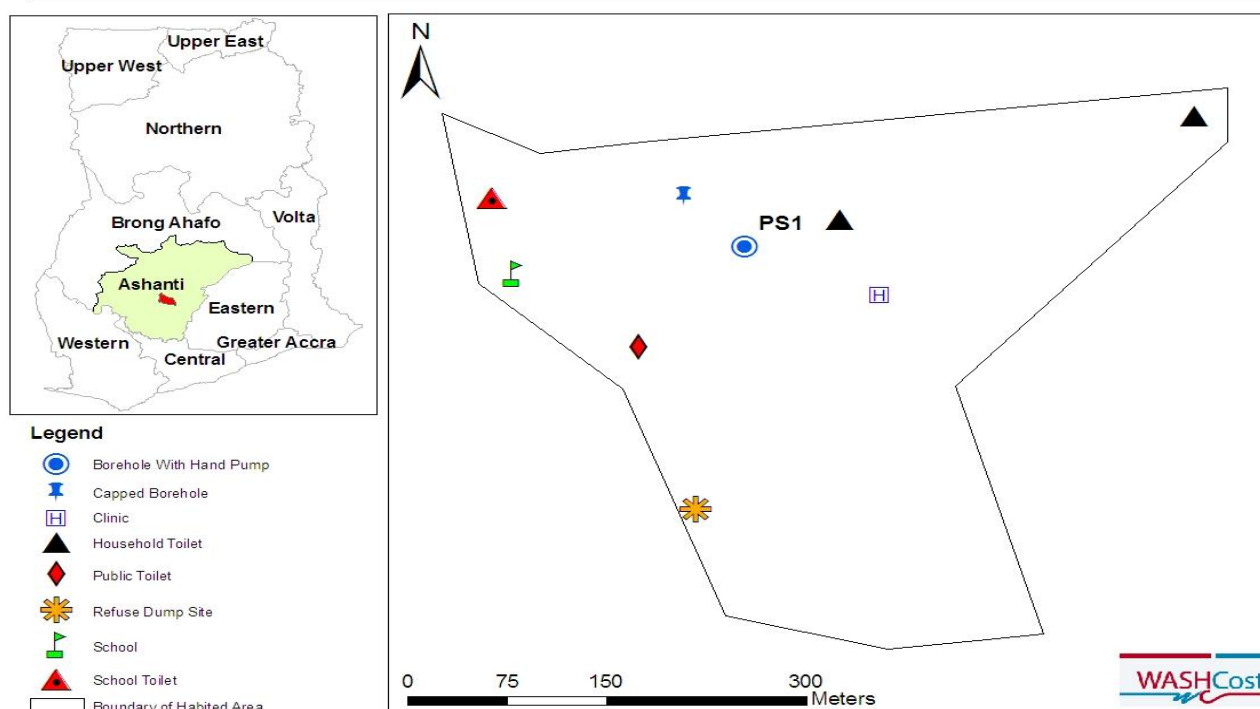 Upper East
Upper West
Northern
Brong Ahafo
Volta
Ashanti
Eastern
Western
Greater Accra
Central
Legend
Borehole With Hand Pump
Capped Borehole
H Clinic
Household Toilet
Public Toilet
Refuse Dump Site
School
School Toilet
Boundary of Habited Area
N
PS1
H
0 75 150 300
Meters
WASHCost